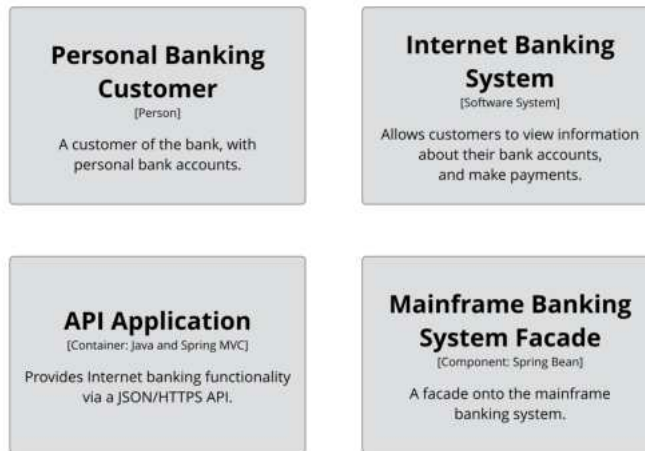 Personal Banking
Customer
[Person]
A customer of the bank, with
personal bank accounts.
Internet Banking
System
[Software System]
Allows customers to view information
about their bank accounts,
and make payments.
API Application
[Container: Java and Spring MVC]
Provides Internet banking functionality
via a JSON/HTTPS API.
Mainframe Banking
System Facade
[Component: Spring Bean]
A facade onto the mainframe
banking system.